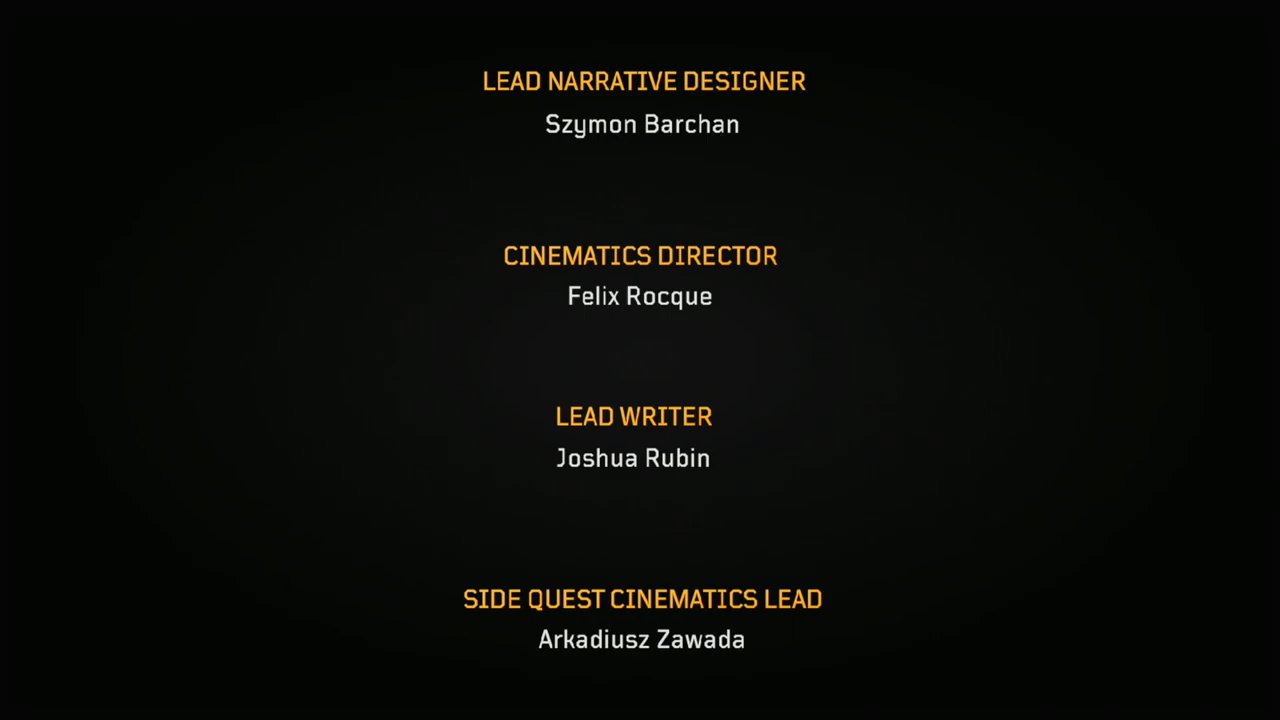 LEAD NARRATIVE DESIGNER
Szymon Barchan
CINEMATICS DIRECTOR
Felix Rocque
LEAD WRITER
Joshua Rubin
SIDE QUEST CINEMATICS LEAD
Arkadiusz Zawada